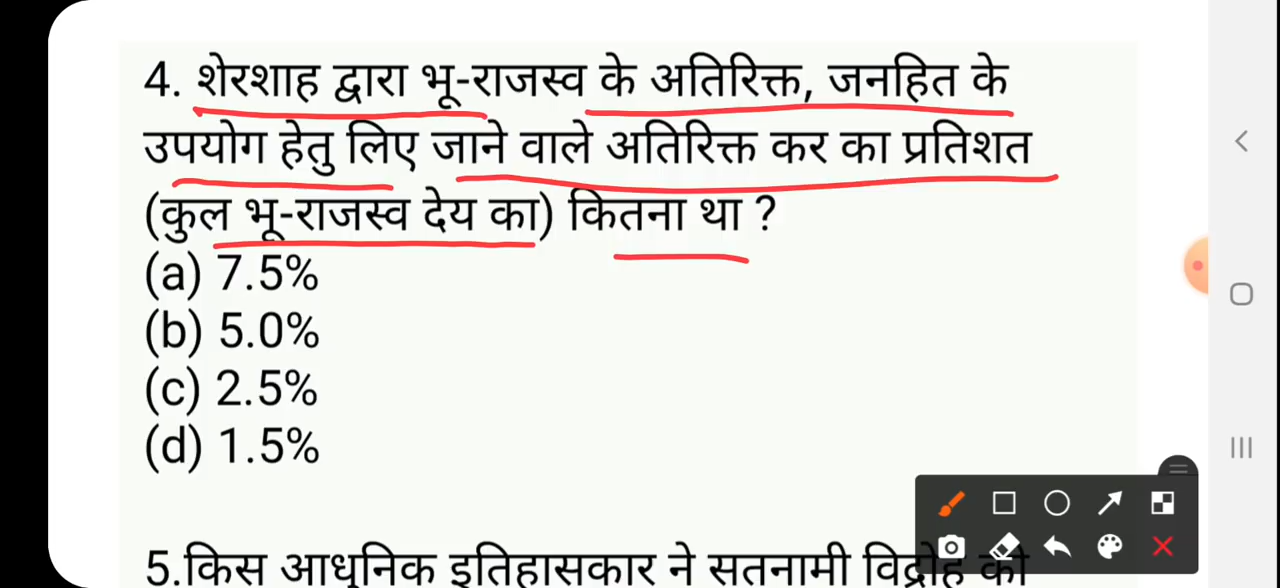 4. शेरशाह द्वारा भू-राजस्व के अतिरिक्त, जनहित के
उपयोग हेतु लिए जाने वाले अतिरिक्त कर का प्रतिशत
(कुल भू-राजस्व देय का) कितना था ?
(a) 7.5%
(b) 5.0%
(c) 2.5%
(d) 1.5%
5.किस आधुनिक इतिहासकार ने सतनामी विद्रोह को